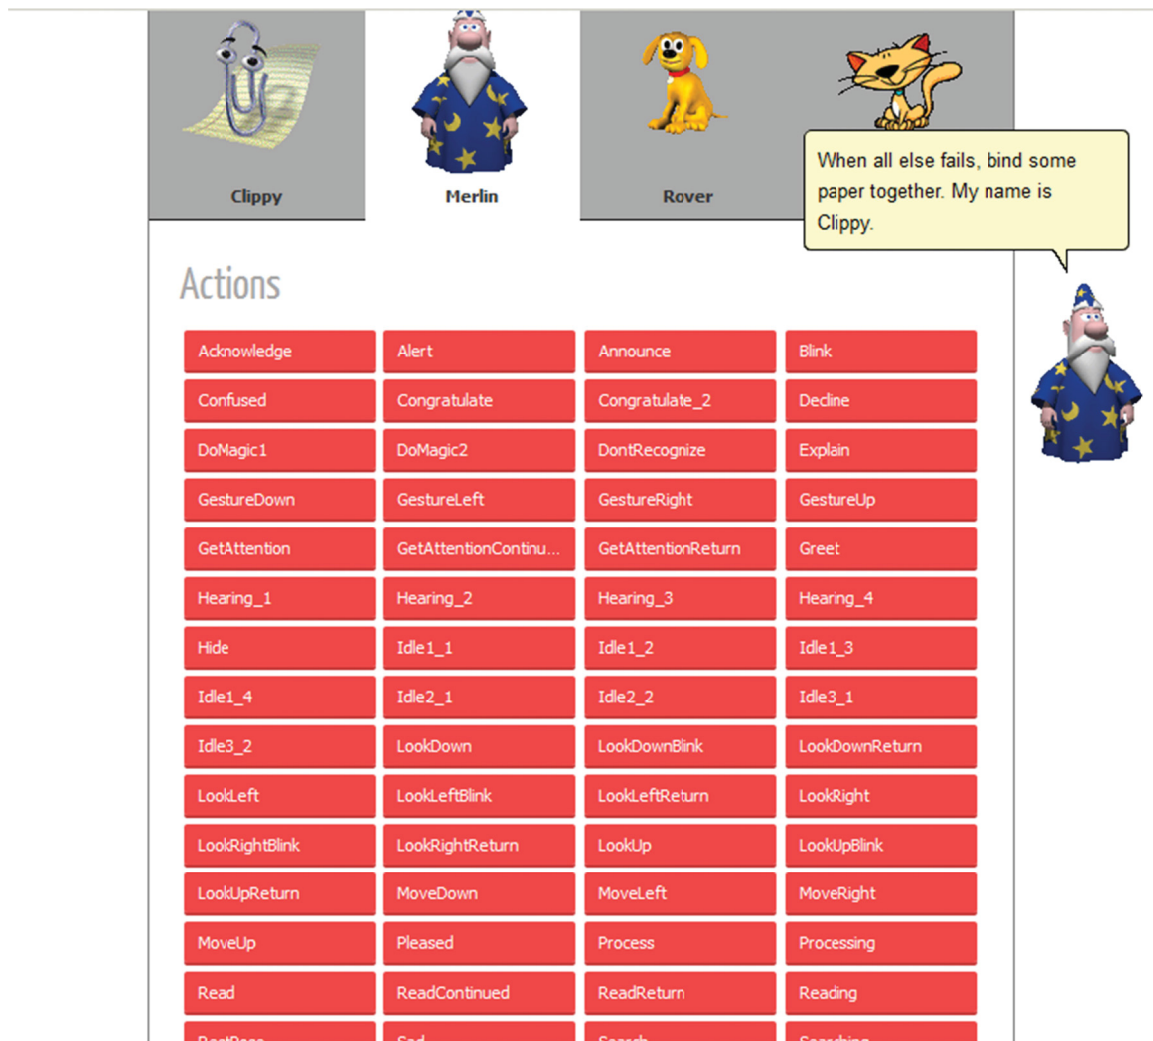 Clippy
Merlin
Rover
When all else fails, bind some
paper together. My name is
Clippy.
Actions
Acknowledge
Alert
Announce
Blink
Confused
Congratulate
Congratulate_2
Decline
DoMagic1
DoMagic2
DontRecognize
Explain
GestureDown
GestureLeft
GestureRight
GestureUp
GetAttention
GetAttentionContinu...
GetAttentionReturn
Greet
Hearing_1
Hearing_2
Hearing_3
Hearing_4
Hide
Idle1_1
Idle1_2
Idle1_3
Idle1_4
Idle2_1
Idle2_2
Idle3_1
Idle3_2
LookDown
LookDownBlink
LookDownReturn
LookLeft
LookLeftBlink
LookLeftReturn
LookRight
LookRightBlink
LookRightReturn
LookUp
LookUpBlink
LookUpReturn
MoveDown
MoveLeft
MoveRight
MoveUp
Pleased
Process
Processing
Read
ReadContinued
ReadReturn
Reading